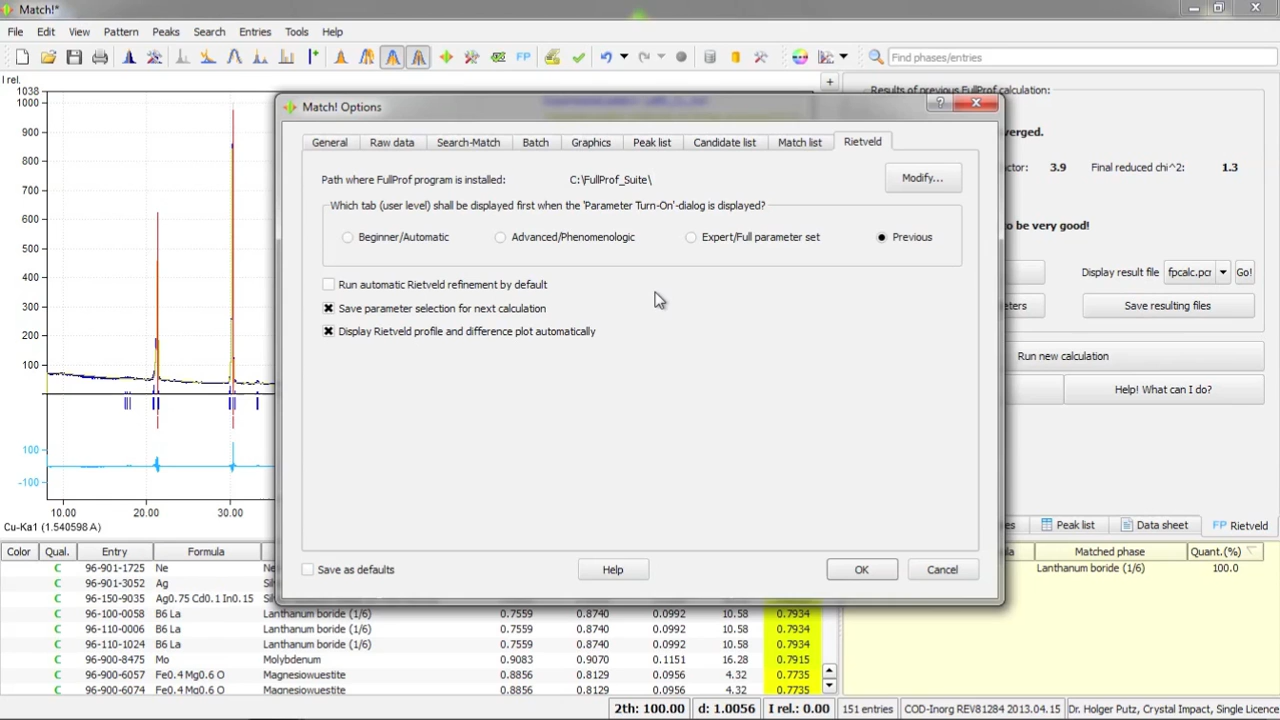 Match!*
File Edit View Pattern Peaks Search Entries Tools Help
FP
Find phases/entries
I rel.
1038
1000
900
800
700
600
500
400
300
200
100
100
-100
10.00 20.00 30.00
Cu-Ka1 (1.540598 A)
Match! Options
General Raw data Search-Match Batch Graphics Peak list Candidate list Match list Rietveld
Path where FullProf program is installed: C:\FullProf_Suite\ Modify...
Which tab (user level) shall be displayed first when the 'Parameter Turn-On'-dialog is displayed?
Beginner/Automatic Advanced/Phenomenologic Expert/Full parameter set Previous
Run automatic Rietveld refinement by default
Save parameter selection for next calculation
Display Rietveld profile and difference plot automatically
Save as defaults Help OK Cancel
Results of previous FullProf calculation:
verged.
ctor: 3.9 Final reduced chi^2: 1.3
to be very good!
Display result file fpcalc.pcr Go!
eters Save resulting files
Run new calculation
Help! What can I do?
es Peak list Data sheet FP Rietveld
Color Qual. Entry Formula
C 96-901-1725 Ne Ne
C 96-901-3052 Ag Sil
C 96-150-9035 Ag0.75 Cd0.1 In0.15
C 96-100-0058 B6 La Lanthanum boride (1/6) 0.7559 0.8740 0.0992 10.58 0.7934
C 96-110-0006 B6 La Lanthanum boride (1/6) 0.7559 0.8740 0.0992 10.58 0.7934
C 96-110-1024 B6 La Lanthanum boride (1/6) 0.7559 0.8740 0.0992 10.58 0.7934
C 96-900-8475 Mo Molybdenum 0.9083 0.9070 0.1151 16.28 0.7915
C 96-900-6057 Fe0.4 Mg0.6 O Magnesiowuestite 0.8856 0.8129 0.0996 4.32 0.7735
C 96-900-6074 Fe0.4 Mg0.6 O Magnesiowuestite 0.8856 0.8129 0.0996 4.32 0.7735
ula Matched phase Quant.(%)
Lanthanum boride (1/6) 100.0
2th: 100.00 d: 1.0056 I rel.: 0.00 151 entries COD-Inorg REV81284 2013.04.15 Dr. Holger Putz, Crystal Impact, Single Licence